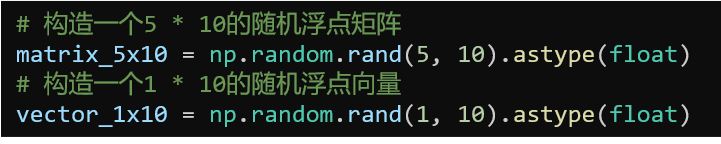 # 构造一个5 * 10的随机浮点矩阵
matrix_5x10 = np.random.rand(5, 10).astype(float)
# 构造一个1 * 10的随机浮点向量
vector_1x10 = np.random.rand(1, 10).astype(float)